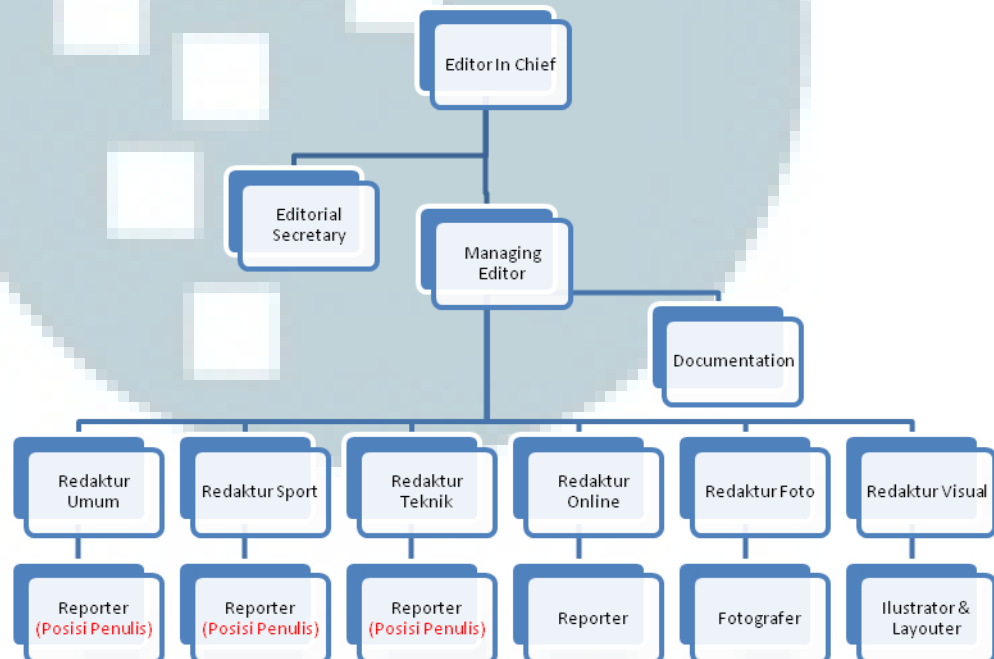 Editor In Chief
Editorial
Secretary
Managing
Editor
Documentation
Redaktur
Umum
Redaktur Sport
Redaktur
Teknik
Redaktur
Online
Redaktur Foto
Redaktur Visual
Reporter
(Posisi Penulis)
Reporter
(Posisi Penulis)
Reporter
(Posisi Penulis)
Reporter
Fotografer
Ilustrator &
Layouter